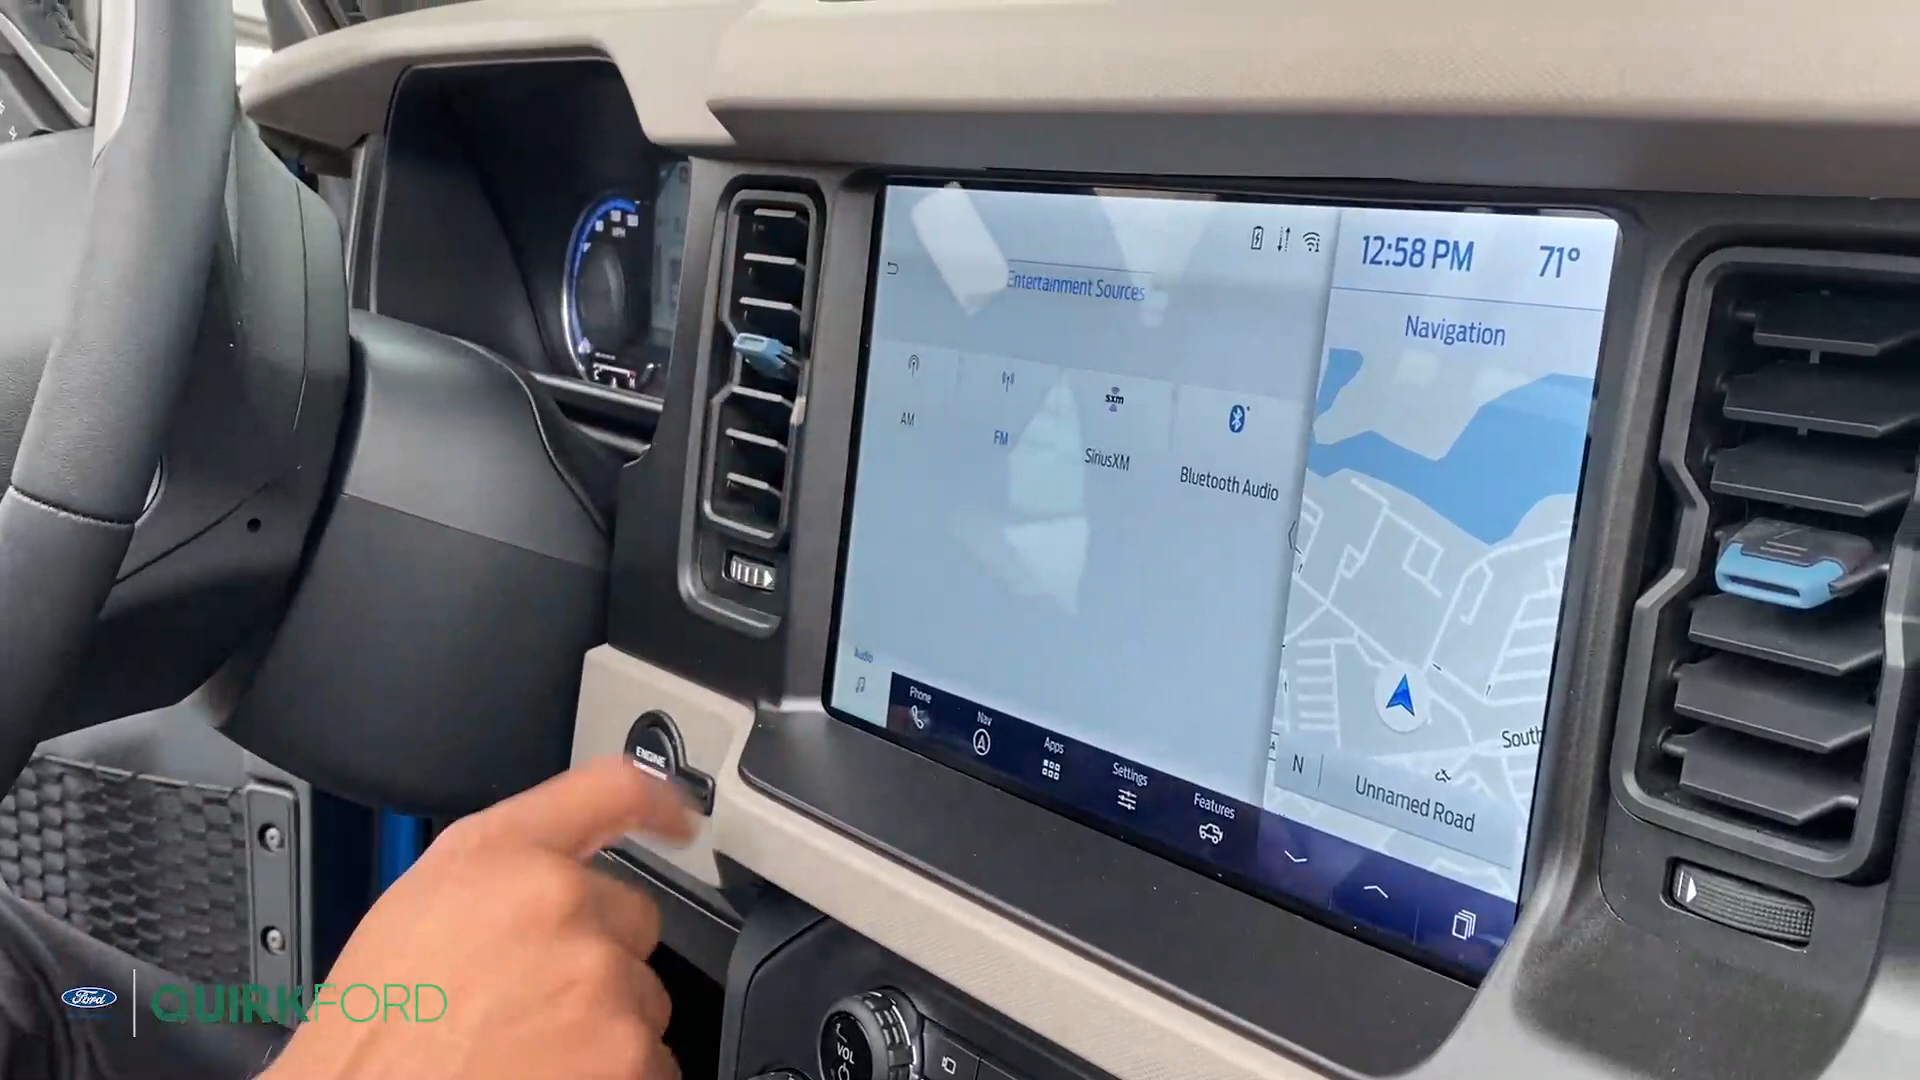 12:58 PM
71°
Entertainment Sources
Navigation
AM
FM
sxm
SiriusXM
Bluetooth Audio
South
N
Unnamed Road
Audio
Phone
Nav
Apps
Settings
Features
ENGINE
VOL
MPH
Ford
QUIRKFORD